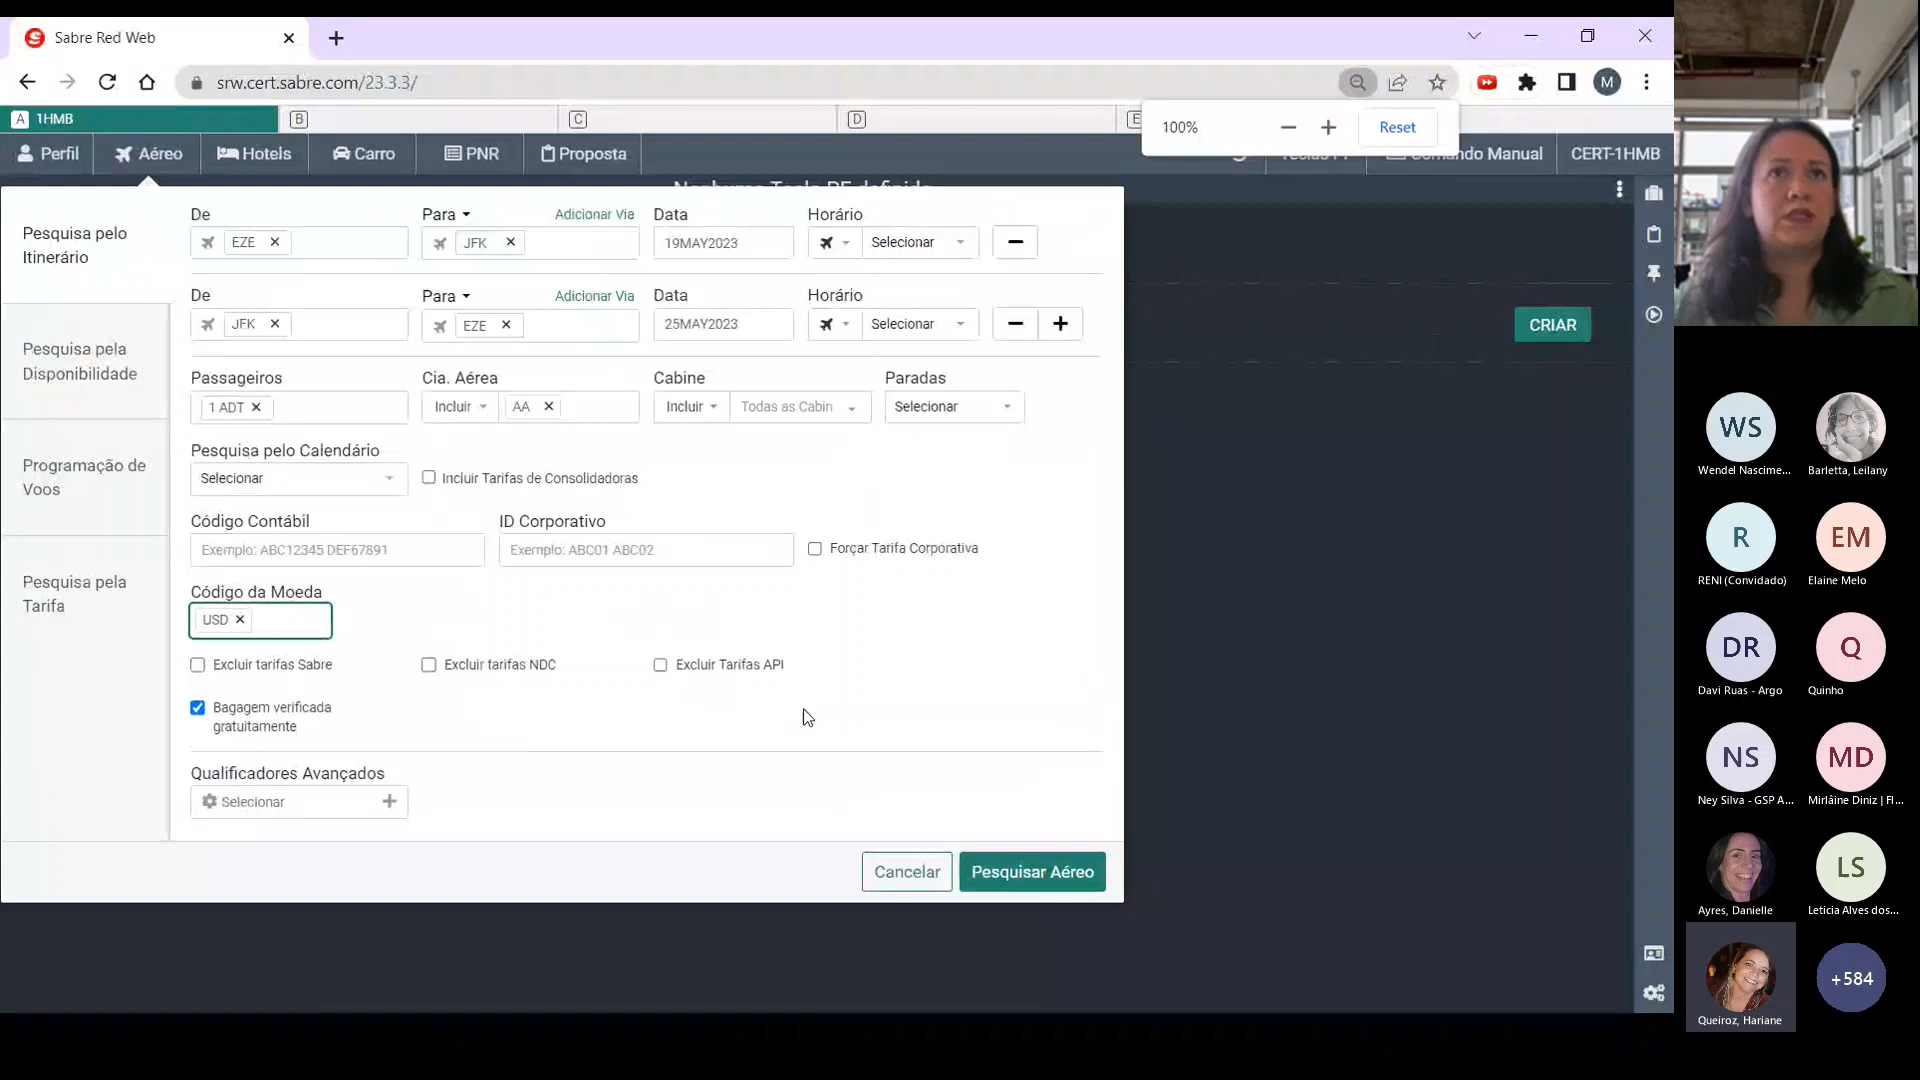 Sabre Red Web
srw.cert.sabre.com/23.3.3/
M
A 1HMB
B
C
D
E
100%
Reset
Perfil
Aéreo
Hotels
Carro
PNR
Proposta
Comando Manual
CERT-1HMB
Pesquisa pelo
Itinerário
Pesquisa pela
Disponibilidade
Programação de
Voos
Pesquisa pela
Tarifa
De
Para
Adicionar Via
Data
Horário
EZE
JFK
19MAY2023
Selecionar
De
Para
Adicionar Via
Data
Horário
JFK
EZE
25MAY2023
Selecionar
Passageiros
Cia. Aérea
Cabine
Paradas
1 ADT
Incluir
AA
Incluir
Todas as Cabin
Selecionar
Pesquisa pelo Calendário
Selecionar
Incluir Tarifas de Consolidadoras
Código Contábil
ID Corporativo
Exemplo: ABC12345 DEF67891
Exemplo: ABC01 ABC02
Forçar Tarifa Corporativa
Código da Moeda
USD
Excluir tarifas Sabre
Excluir tarifas NDC
Excluir Tarifas API
Bagagem verificada
gratuitamente
Qualificadores Avançados
Selecionar
Cancelar
Pesquisar Aéreo
CRIAR
WS
Wendel Nascime...
Barletta, Leilany
R
RENI (Convidado)
EM
Elaine Melo
DR
Davi Ruas - Argo
Q
Quinho
NS
Ney Silva - GSP A...
MD
Mirlâine Diniz | Fl...
Ayres, Danielle
LS
Leticia Alves dos...
Queiroz, Hariane
+584